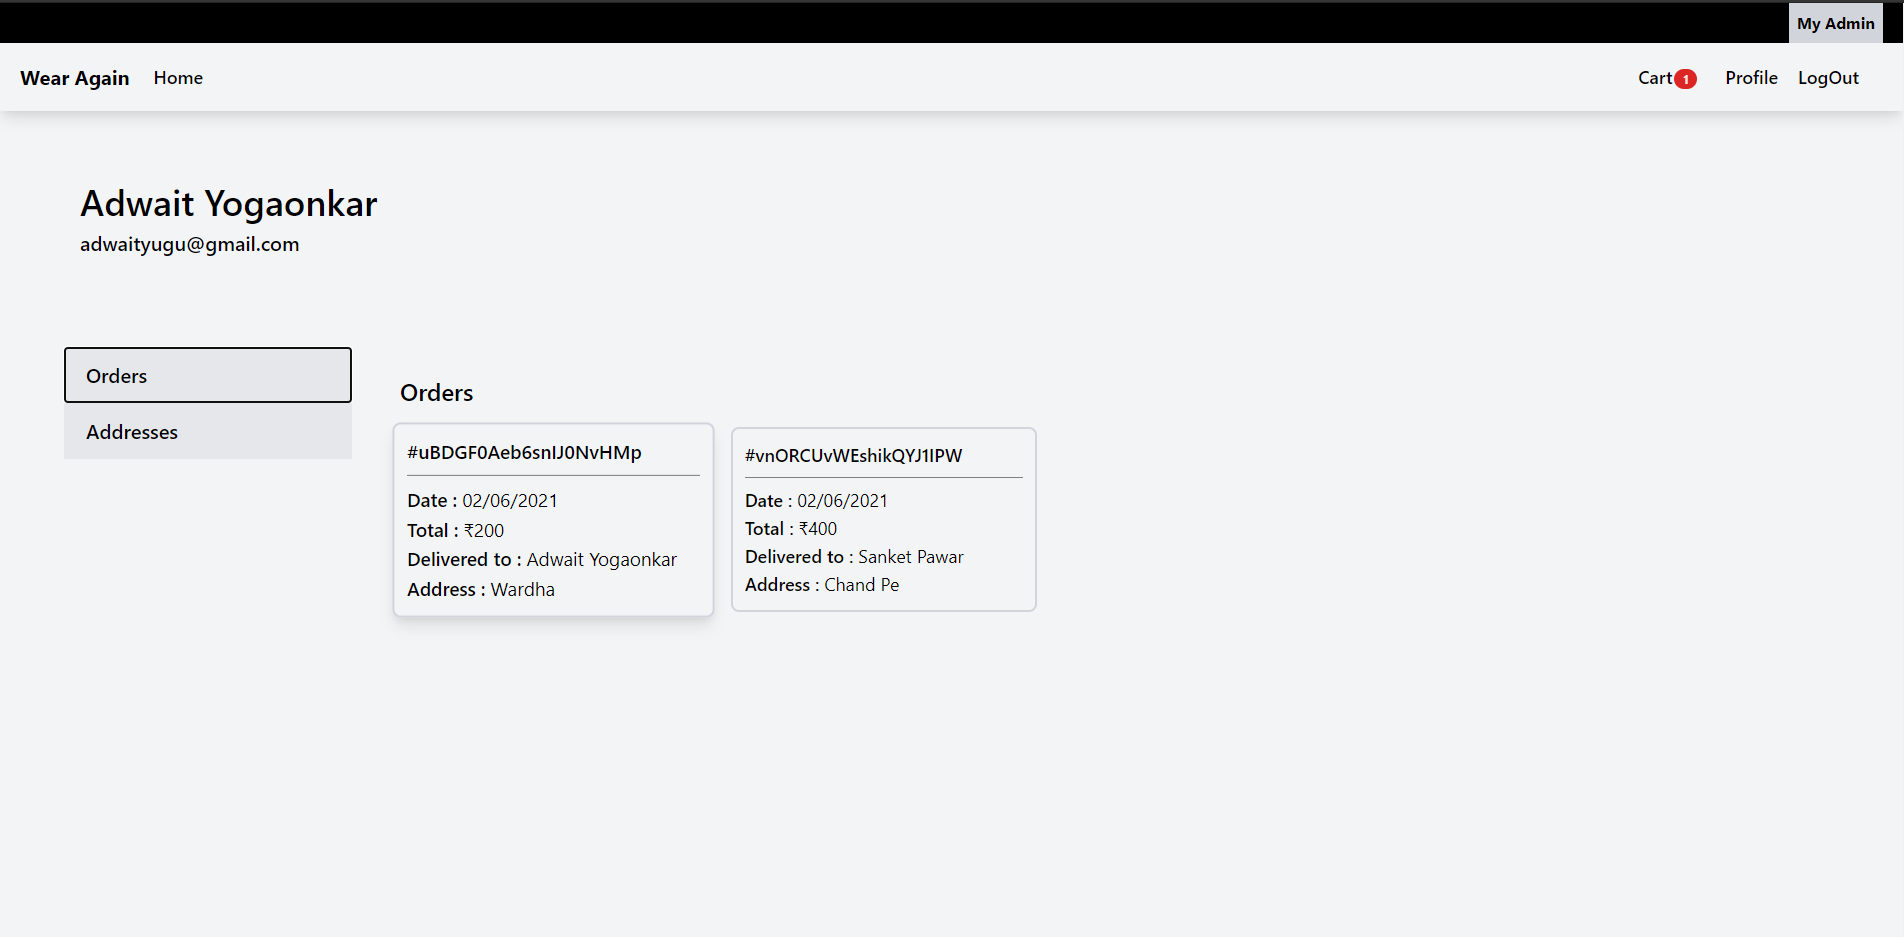 My Admin
Wear Again Home Cart 1 Profile LogOut
Adwait Yogaonkar
adwaityugu@gmail.com
Orders
Addresses
Orders
#uBDGF0Aeb6snIJ0NvHMp
Date : 02/06/2021
Total : ₹200
Delivered to : Adwait Yogaonkar
Address : Wardha
#vnORCUvWEshikQYJ1IPW
Date : 02/06/2021
Total : ₹400
Delivered to : Sanket Pawar
Address : Chand Pe